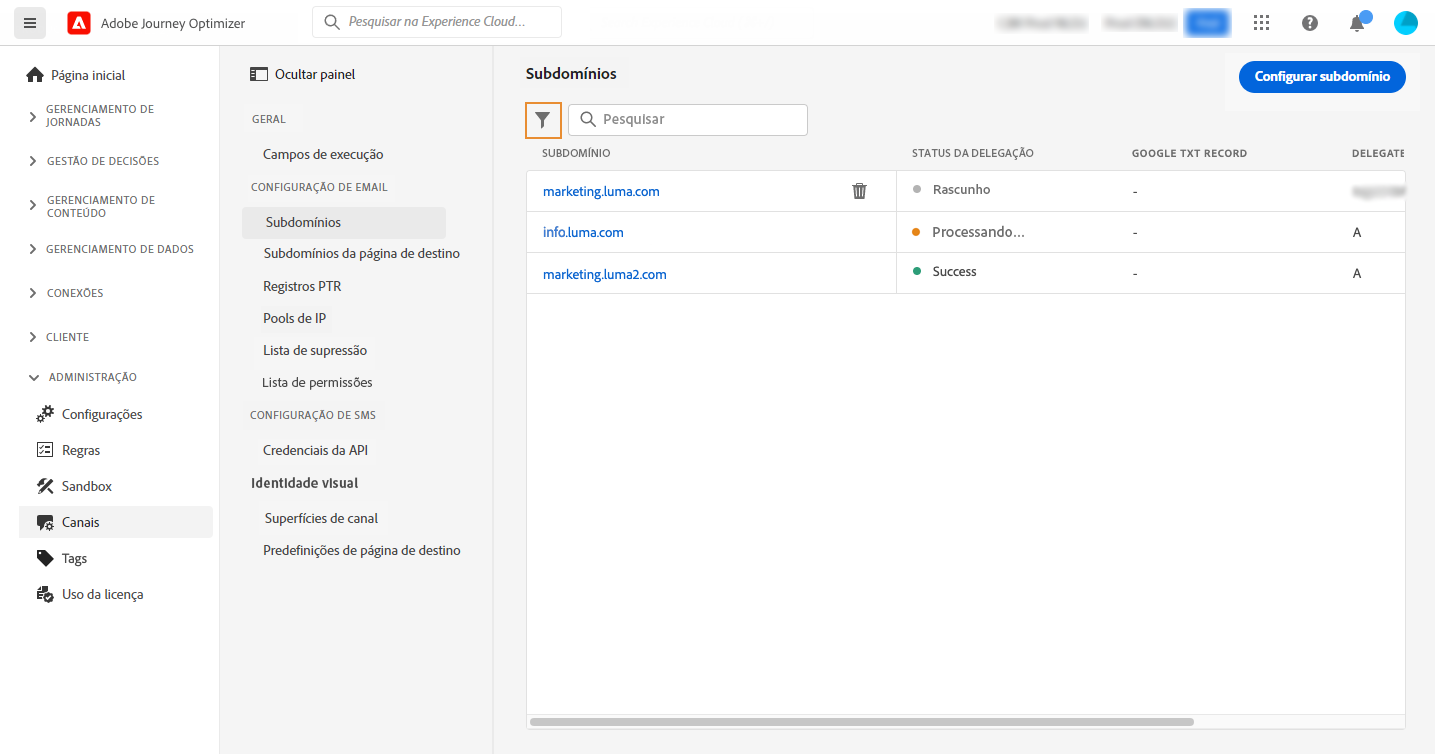 Adobe Journey Optimizer
Pesquisar na Experience Cloud...
Página inicial
GERENCIAMENTO DE
JORNADAS
GESTÃO DE DECISÕES
GERENCIAMENTO DE
CONTEÚDO
GERENCIAMENTO DE DADOS
CONEXÕES
CLIENTE
ADMINISTRAÇÃO
Configurações
Regras
Sandbox
Canais
Tags
Uso da licença
Ocultar painel
GERAL
Campos de execução
CONFIGURAÇÃO DE EMAIL
Subdomínios
Subdomínios da página de destino
Registros PTR
Pools de IP
Lista de supressão
Lista de permissões
CONFIGURAÇÃO DE SMS
Credenciais da API
Identidade visual
Superfícies de canal
Predefinições de página de destino
Subdomínios
Configurar subdomínio
Pesquisar
SUBDOMÍNIO STATUS DA DELEGAÇÃO GOOGLE TXT RECORD DELEGATE
marketing.luma.com Rascunho -
info.luma.com Processando... - A
marketing.luma2.com Success - A